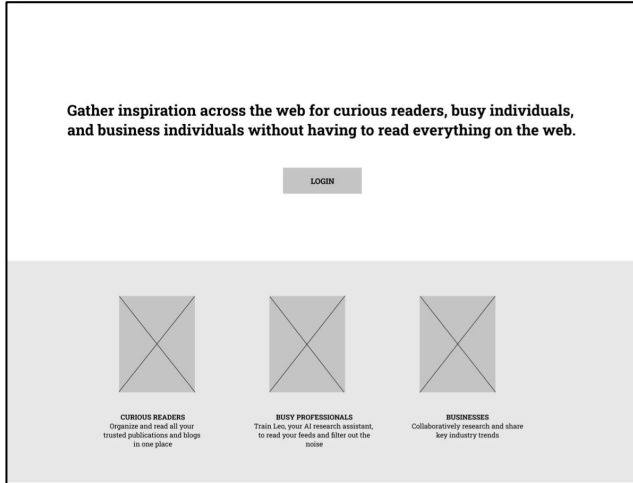 Gather inspiration across the web for curious readers, busy individuals,
and business individuals without having to read everything on the web.
LOGIN
CURIOUS READERS
Organize and read all your
trusted publications and blogs
in one place
BUSY PROFESSIONALS
Train Leo, your AI research assistant,
to read your feeds and filter out the
noise
BUSINESSES
Collaboratively research and share
key industry trends